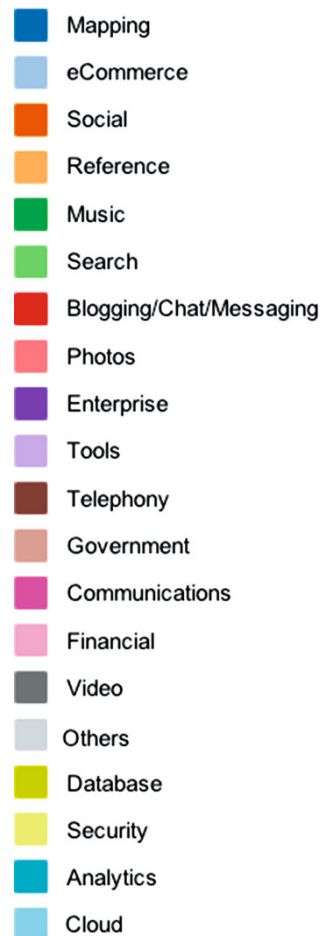 Mapping
eCommerce
Social
Reference
Music
Search
Blogging/Chat/Messaging
Photos
Enterprise
Tools
Telephony
Government
Communications
Financial
Video
Others
Database
Security
Analytics
Cloud